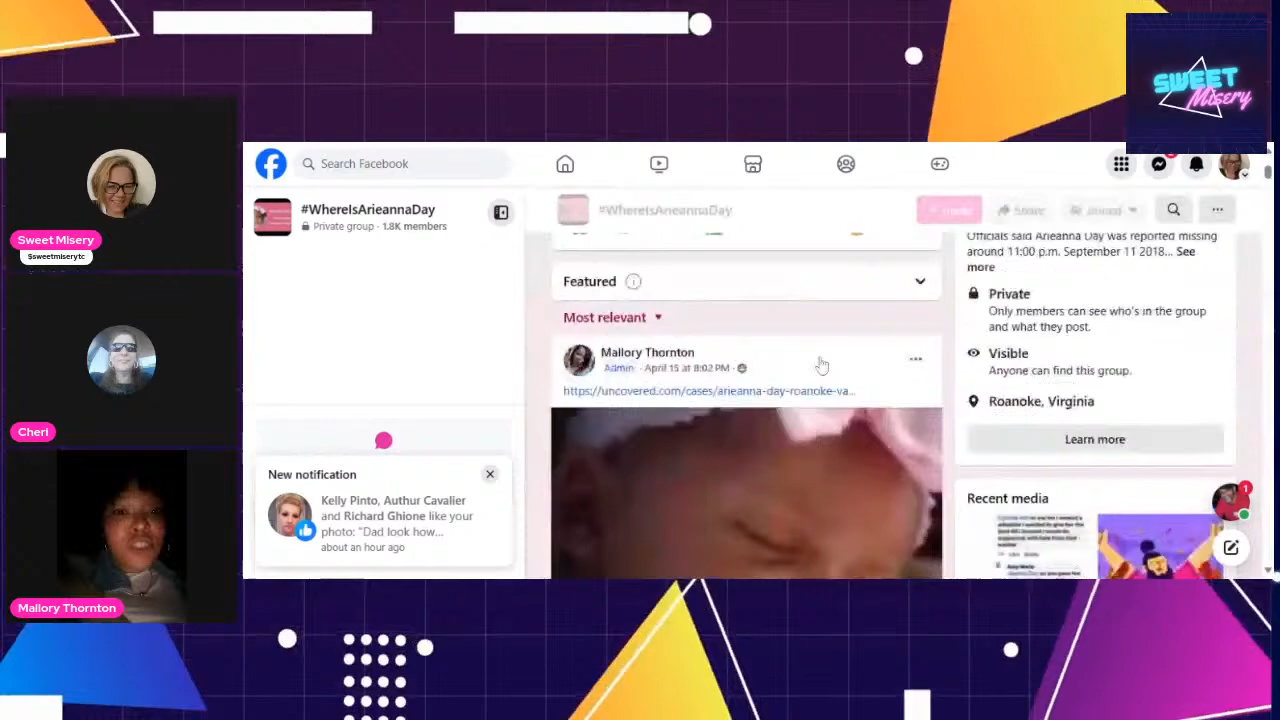 SWEET
Misery
Sweet Misery
$sweetmiserytc
Cheri
Mallory Thornton
Search Facebook
#WhereIsArieannaDay
Private group · 1.8K members
New notification
Kelly Pinto, Authur Cavalier
and Richard Ghione like your
photo: "Dad look how...
about an hour ago
#WhereIsArieannaDay
Invite
Share
Joined
Featured
Most relevant
Mallory Thornton
Admin · April 15 at 8:02 PM
https://uncovered.com/cases/arieanna-day-roanoke-va...
Officials said Arieanna Day was reported missing
around 11:00 p.m. September 11 2018... See
more
Private
Only members can see who's in the group
and what they post.
Visible
Anyone can find this group.
Roanoke, Virginia
Learn more
Recent media
1